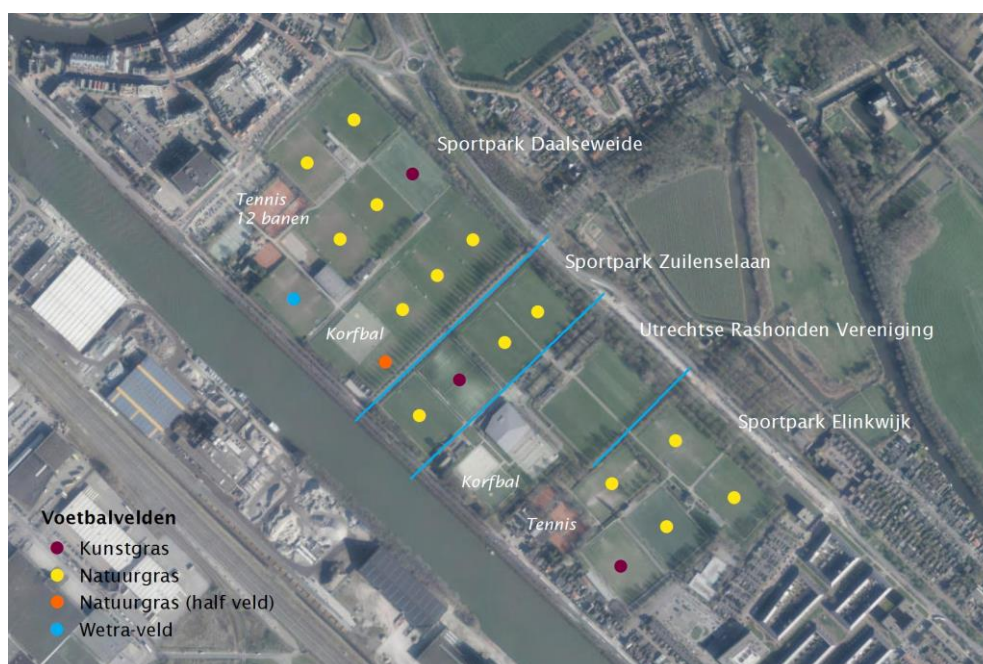 Sportpark Daalseweide
Tennis
12 banen
Sportpark Zuilenselaan
Korfbal
Utrechtse Rashonden Vereniging
Sportpark Elinkwijk
Korfbal
Tennis
Voetbalvelden
Kunstgras
Natuurgras
Natuurgras (half veld)
Wetra-veld